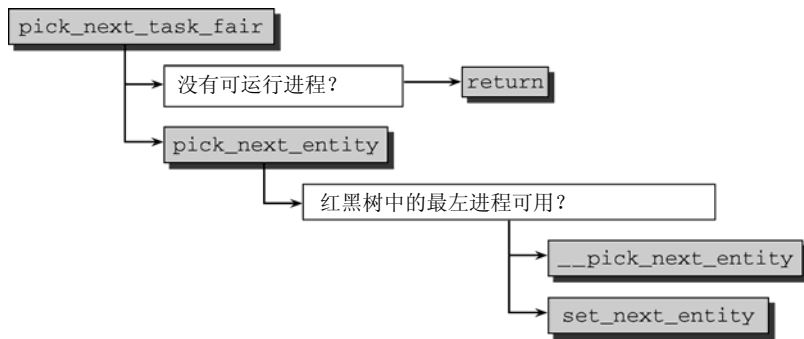 pick_next_task_fair
没有可运行进程？
return
pick_next_entity
红黑树中的最左进程可用？
__pick_next_entity
set_next_entity